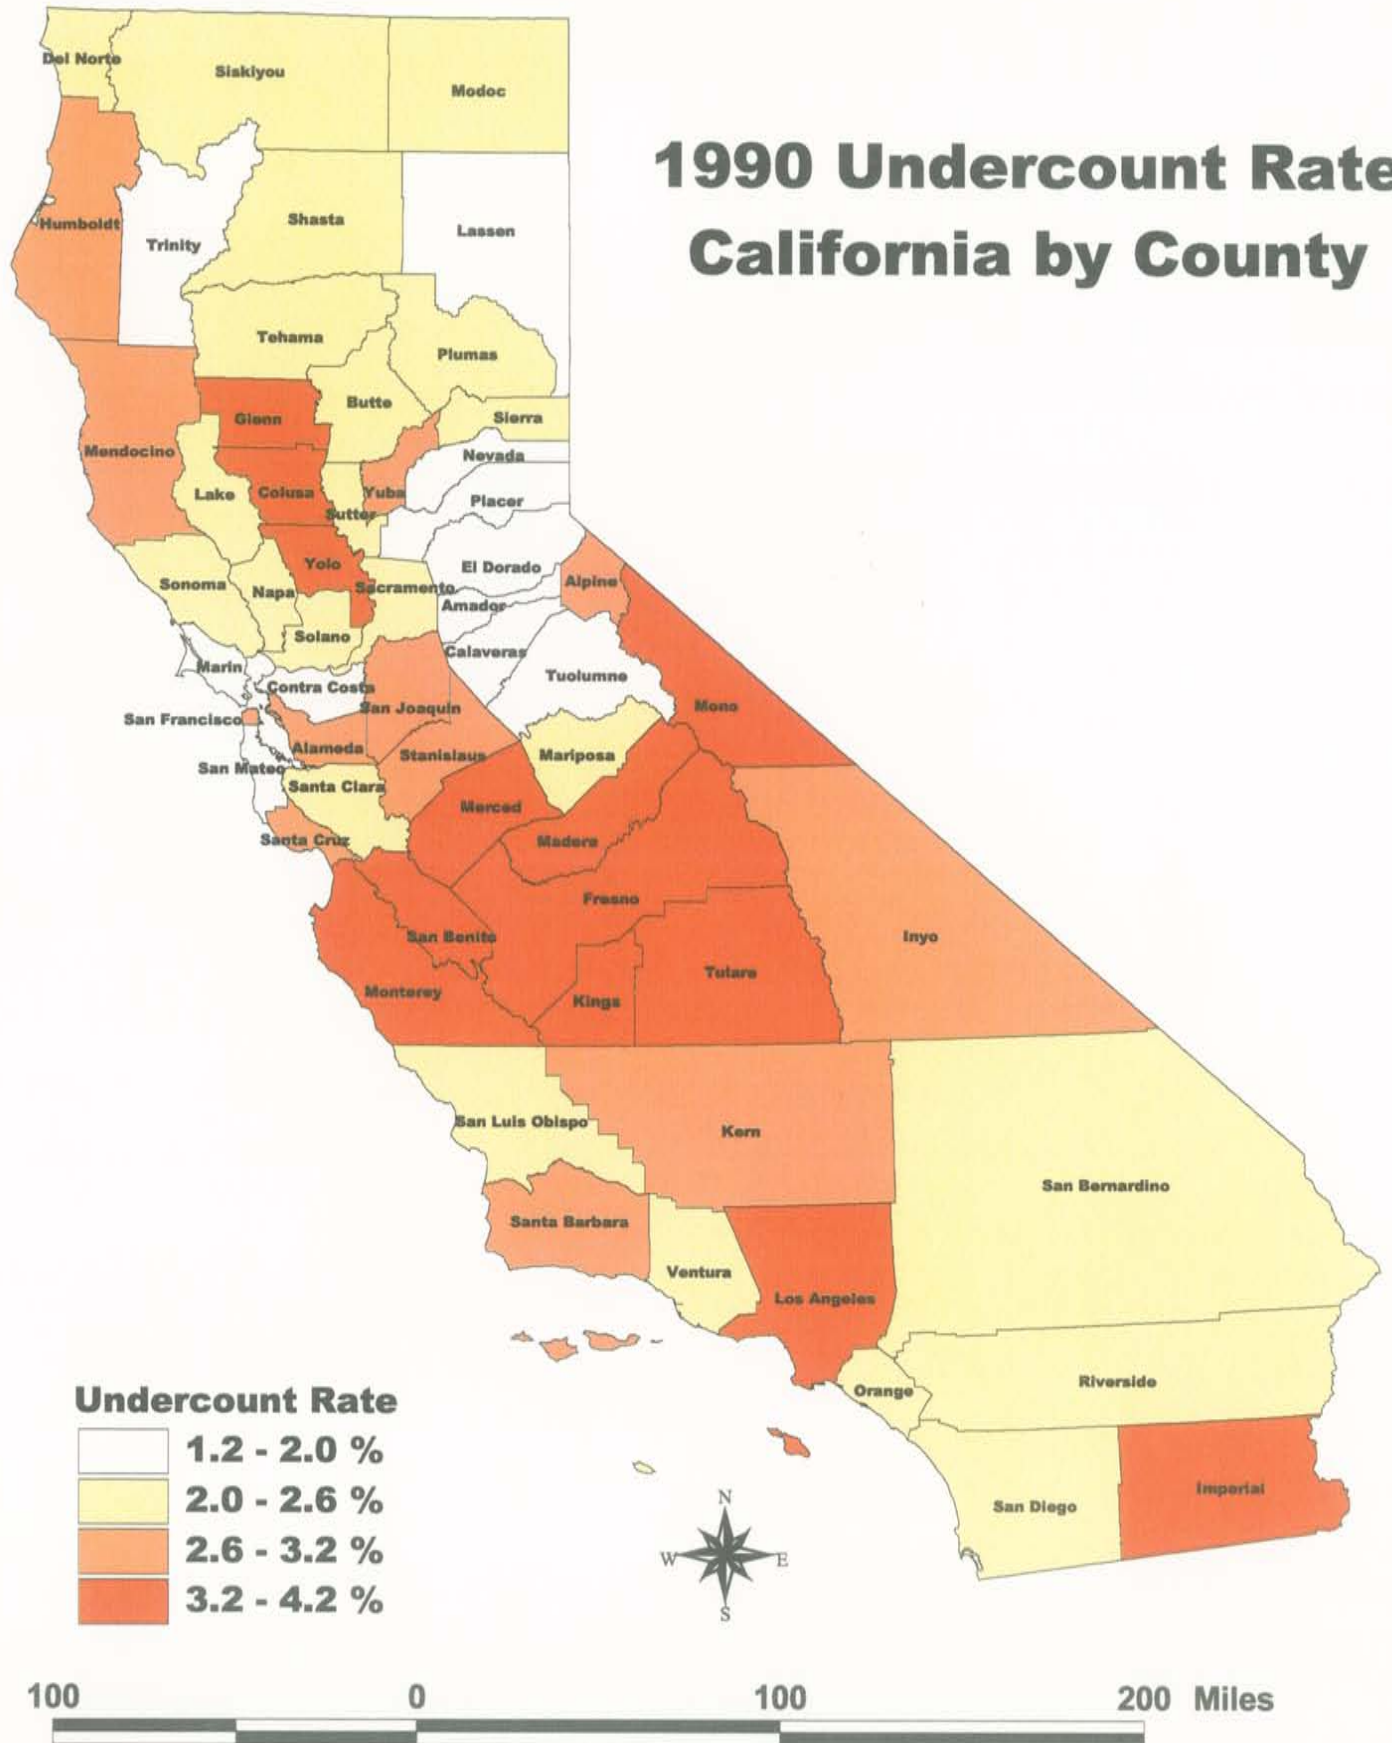 1990 Undercount Rate
California by County
Del Norte
Siskiyou
Modoc
Humboldt
Trinity
Shasta
Lassen
Tehama
Plumas
Mendocino
Glenn
Butte
Sierra
Nevada
Lake
Colusa
Yuba
Placer
Sutter
Yolo
El Dorado
Sonoma
Napa
Sacramento
Alpine
Amador
Solano
Calaveras
Marin
Contra Costa
Tuolumne
San Joaquin
Mono
San Francisco
Alameda
Stanislaus
Mariposa
San Mateo
Santa Clara
Merced
Santa Cruz
Madera
Fresno
San Benito
Inyo
Tulare
Monterey
Kings
San Luis Obispo
Kern
San Bernardino
Santa Barbara
Ventura
Los Angeles
Orange
Riverside
Imperial
San Diego
Undercount Rate
1.2 - 2.0 %
2.0 - 2.6 %
2.6 - 3.2 %
3.2 - 4.2 %
N
W E
S
100 0 100 200 Miles